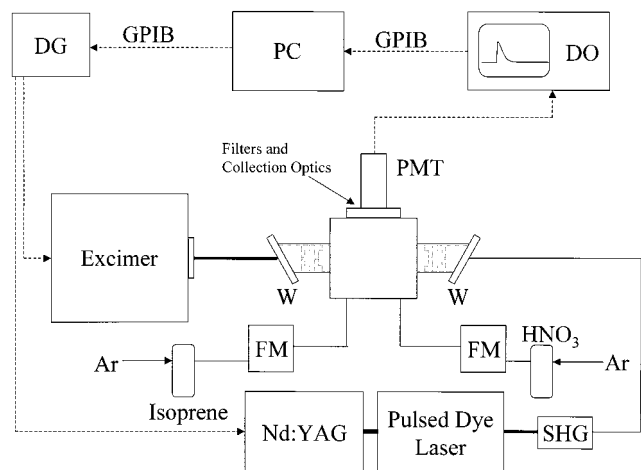 DG
GPIB
PC
GPIB
DO
Filters and
Collection Optics
PMT
Excimer
W
W
FM
FM
HNO₃
Ar
Ar
Isoprene
Nd:YAG
Pulsed Dye
Laser
SHG